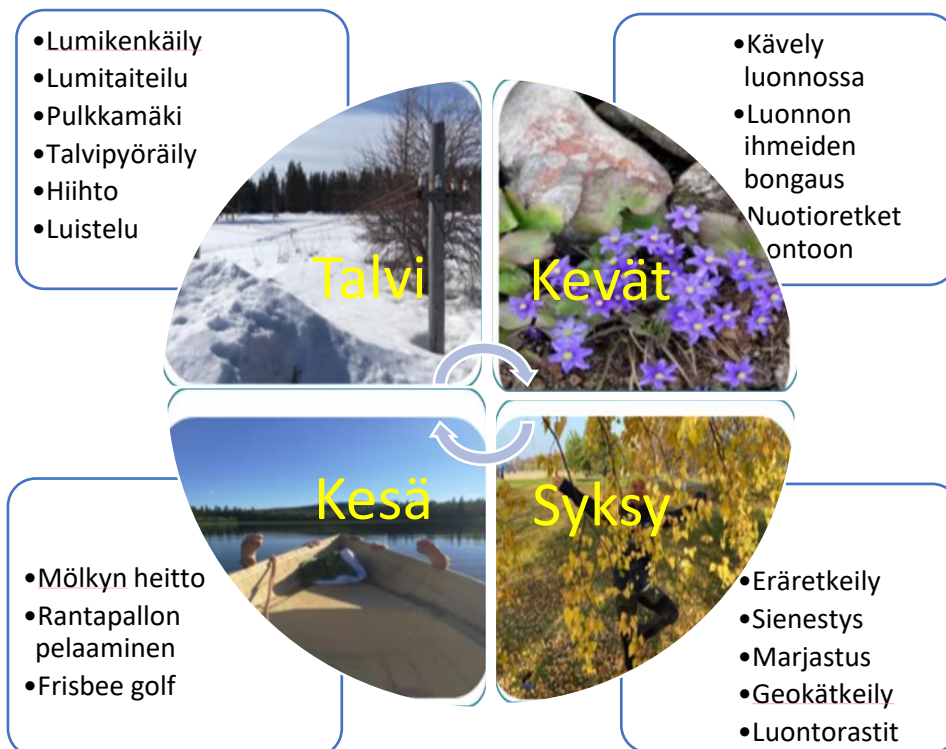 •Lumikenkäily
•Lumitaiteilu
•Pulkkamäki
•Talvipyöräily
•Hiihto
•Luistelu
•Kävely
luonnossa
•Luonnon
ihmeiden
bongaus
Nuotioretket
ontoon
Talvi
Kevät
Kesä
Syksy
•Mölkyn heitto
•Rantapallon
pelaaminen
•Frisbee golf
•Eräretkeily
•Sienestys
•Marjastus
•Geokätkeily
•Luontorastit